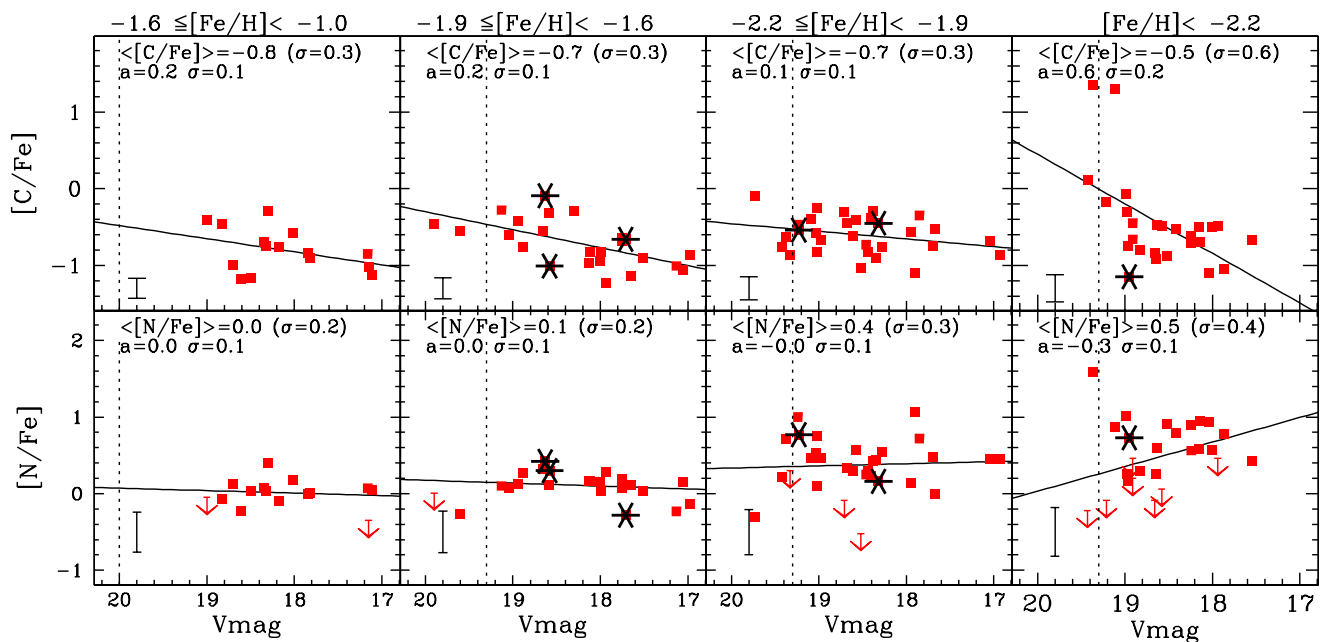 -1.6 ≦[Fe/H]< -1.0
-1.9 ≦[Fe/H]< -1.6
-2.2 ≦[Fe/H]< -1.9
[Fe/H]< -2.2
<[C/Fe]>=-0.8 (σ=0.3)
a=0.2 σ=0.1
<[C/Fe]>=-0.7 (σ=0.3)
a=0.2 σ=0.1
<[C/Fe]>=-0.7 (σ=0.3)
a=0.1 σ=0.1
<[C/Fe]>=-0.5 (σ=0.6)
a=0.6 σ=0.2
[C/Fe]
1
0
-1
<[N/Fe]>=0.0 (σ=0.2)
a=0.0 σ=0.1
<[N/Fe]>=0.1 (σ=0.2)
a=0.0 σ=0.1
<[N/Fe]>=0.4 (σ=0.3)
a=-0.0 σ=0.1
<[N/Fe]>=0.5 (σ=0.4)
a=-0.3 σ=0.1
[N/Fe]
2
1
0
-1
20 19 18 17
20 19 18 17
20 19 18 17
20 19 18 17
Vmag
Vmag
Vmag
Vmag